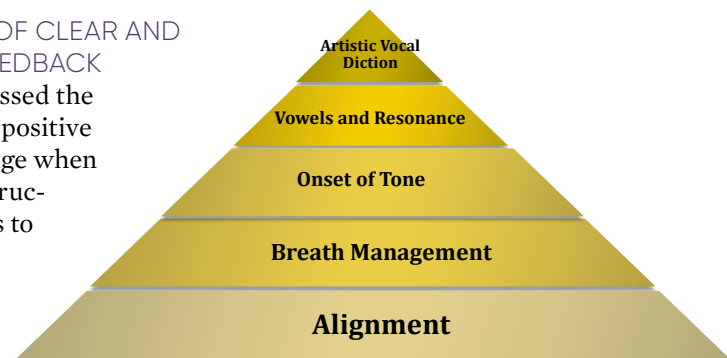 OF CLEAR AND
EDBACK
ssed the
positive
ge when
ruc-
s to
Artistic Vocal
Diction
Vowels and Resonance
Onset of Tone
Breath Management
Alignment